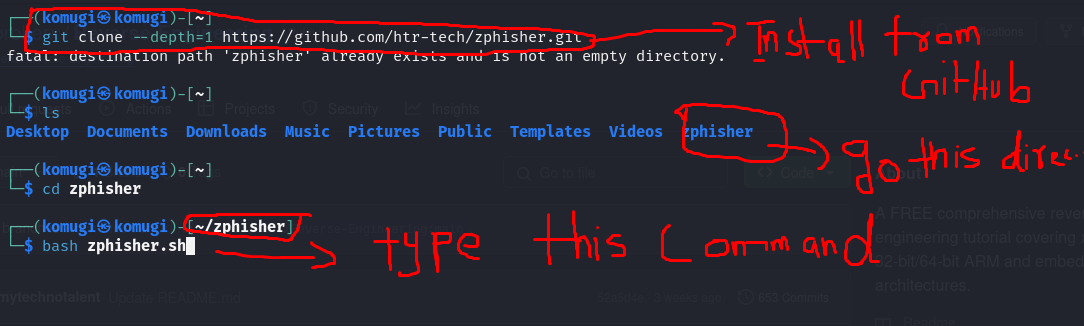 ┌──(komugi㉿komugi)-[~]
└─$ git clone --depth=1 https://github.com/htr-tech/zphisher.git
Install from
fatal: destination path 'zphisher' already exists and is not an empty directory.
GitHub
┌──(komugi㉿komugi)-[~]
Actions Projects Security Insights
└─$ ls
Desktop Documents Downloads Music Pictures Public Templates Videos zphisher
go this direc.
┌──(komugi㉿komugi)-[~]
Go to file Code About
└─$ cd zphisher
A FREE comprehensive reve
┌──(komugi㉿komugi)-[~/zphisher]
engineering tutorial covering
└─$ bash zphisher.sh
type this Command
32-bit/64-bit ARM and embed
architectures.
mytechnotalent Update README.md 653 Commits
Readme